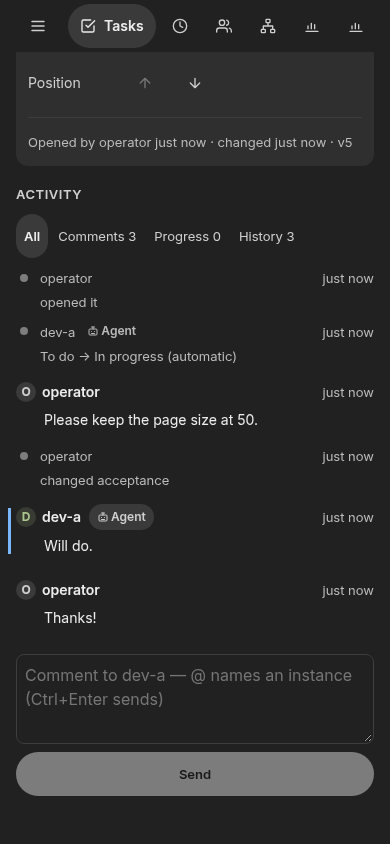 Tasks
Position
Opened by operator just now · changed just now · v5
ACTIVITY
All Comments 3 Progress 0 History 3
operator just now
opened it
dev-a Agent just now
To do → In progress (automatic)
O operator just now
Please keep the page size at 50.
operator just now
changed acceptance
D dev-a Agent just now
Will do.
O operator just now
Thanks!
Comment to dev-a — @ names an instance
(Ctrl+Enter sends)
Send